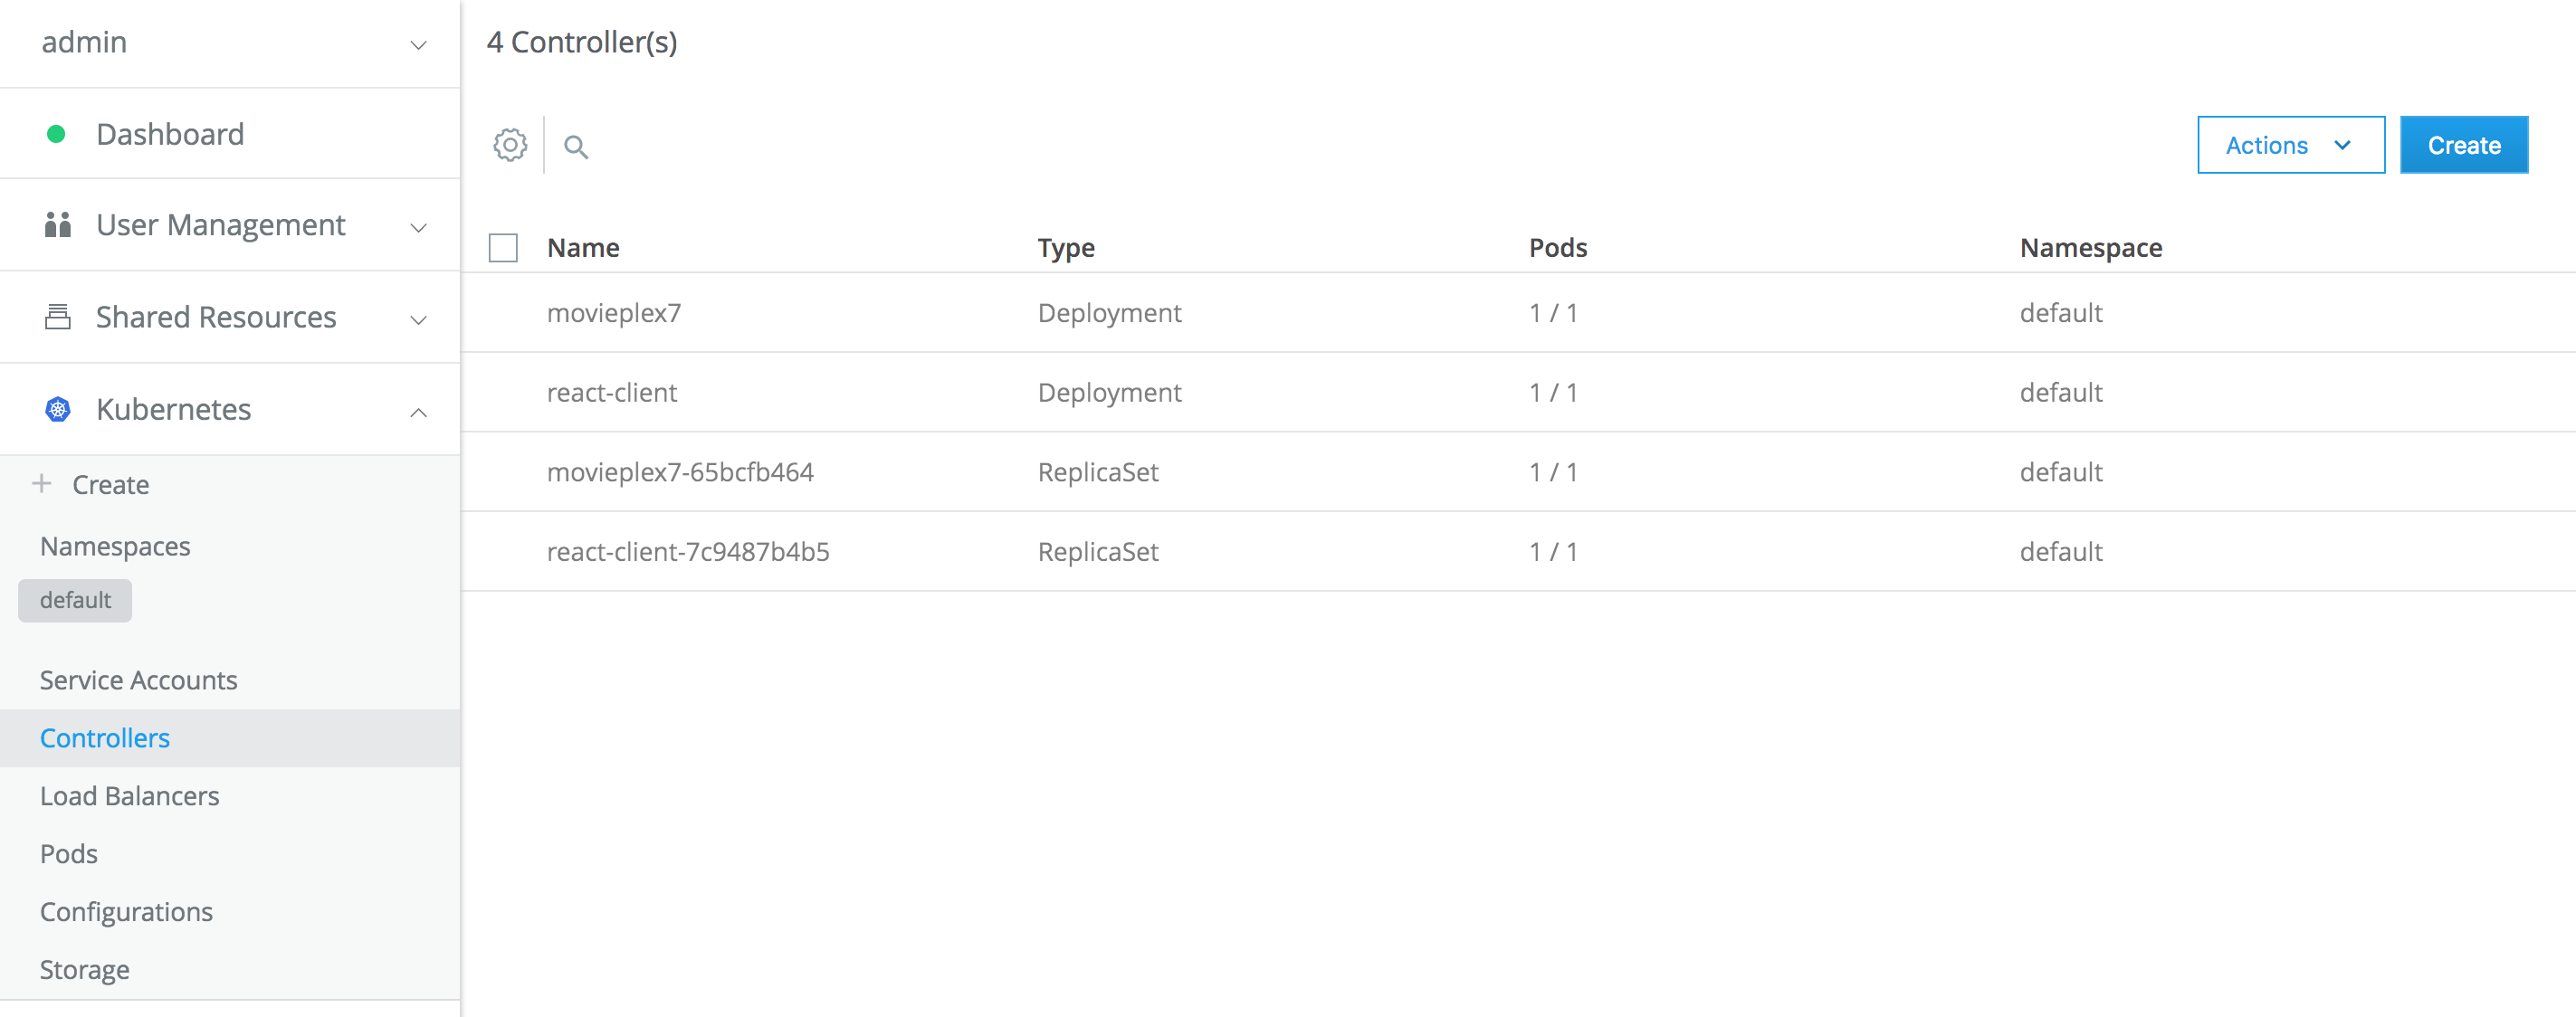 admin
Dashboard
User Management
Shared Resources
Kubernetes
Create
Namespaces
default
Service Accounts
Controllers
Load Balancers
Pods
Configurations
Storage
4 Controller(s)
Actions
Create
Name Type Pods Namespace
movieplex7 Deployment 1 / 1 default
react-client Deployment 1 / 1 default
movieplex7-65bcfb464 ReplicaSet 1 / 1 default
react-client-7c9487b4b5 ReplicaSet 1 / 1 default